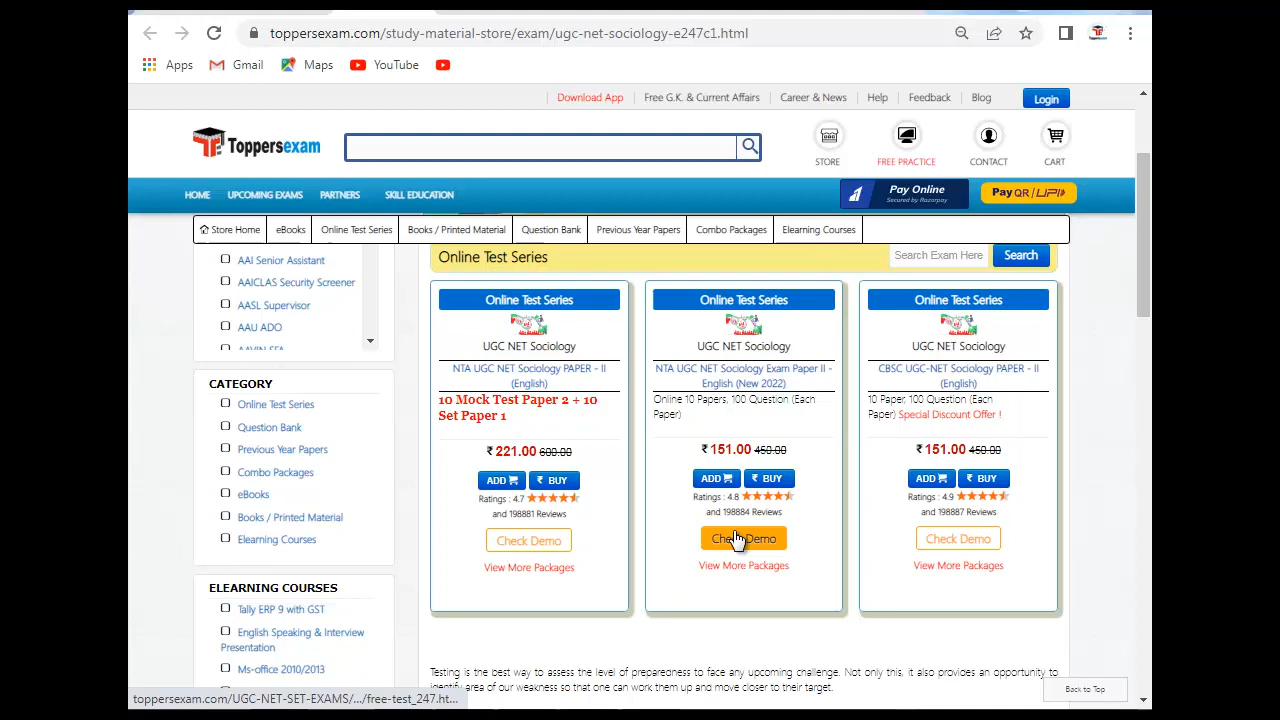 toppersexam.com/study-material-store/exam/ugc-net-sociology-e247c1.html
Apps Gmail Maps YouTube
Download App Free G.K. & Current Affairs Career & News Help Feedback Blog Login
Toppersexam
STORE FREE PRACTICE CONTACT CART
HOME UPCOMING EXAMS PARTNERS SKILL EDUCATION
Pay Online
Secured by Razorpay
Pay QR/UPI
Store Home eBooks Online Test Series Books / Printed Material Question Bank Previous Year Papers Combo Packages Elearning Courses
AAI Senior Assistant
AAICLAS Security Screener
AASL Supervisor
AAU ADO
CATEGORY
Online Test Series
Question Bank
Previous Year Papers
Combo Packages
eBooks
Books / Printed Material
Elearning Courses
ELEARNING COURSES
Tally ERP 9 with GST
English Speaking & Interview
Presentation
Ms-office 2010/2013
Online Test Series
Search Exam Here Search
Online Test Series
UGC NET Sociology
NTA UGC NET Sociology PAPER - II
(English)
10 Mock Test Paper 2 + 10
Set Paper 1
₹ 221.00 600.00
ADD ₹ BUY
Ratings : 4.7
and 198881 Reviews
Check Demo
View More Packages
Online Test Series
UGC NET Sociology
NTA UGC NET Sociology Exam Paper II -
English (New 2022)
Online 10 Papers, 100 Question (Each
Paper)
₹ 151.00 450.00
ADD ₹ BUY
Ratings : 4.8
and 198884 Reviews
Check Demo
View More Packages
Online Test Series
UGC NET Sociology
CBSC UGC-NET Sociology PAPER - II
(English)
10 Paper, 100 Question (Each
Paper) Special Discount Offer !
₹ 151.00 450.00
ADD ₹ BUY
Ratings : 4.9
and 198887 Reviews
Check Demo
View More Packages
Testing is the best way to assess the level of preparedness to face any upcoming challenge. Not only this, it also provides an opportunity to
identify area of our weakness so that one can work them up and move closer to their target.
Back to Top
toppersexam.com/UGC-NET-SET-EXAMS/.../free-test_247.ht...